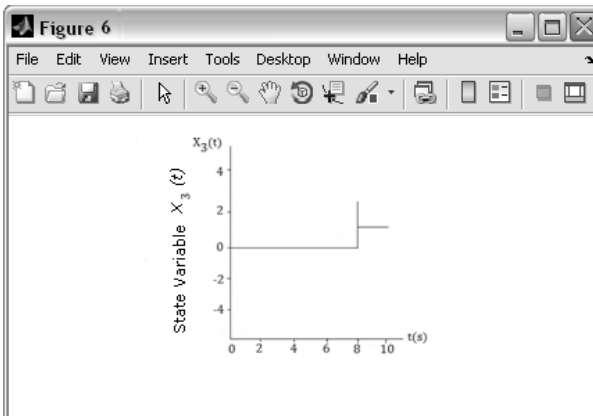 Figure 6
File Edit View Insert Tools Desktop Window Help
X₃(t)
State Variable X₃(t)
4
2
0
-2
-4
0 2 4 6 8 10
t(s)